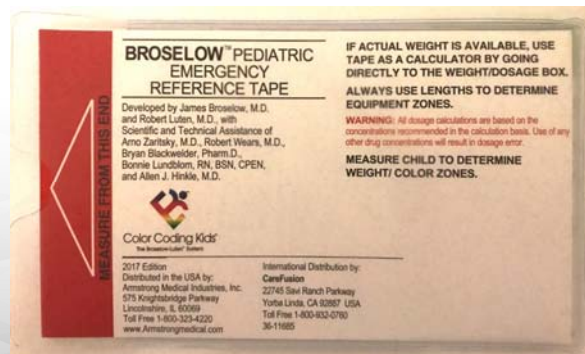 MEASURE FROM THIS END
BROSELOW™ PEDIATRIC
EMERGENCY
REFERENCE TAPE
Developed by James Broselow, M.D.
and Robert Luten, M.D., with
Scientific and Technical Assistance of
Arno Zaritsky, M.D., Robert Wears, M.D.,
Bryan Blackwelder, Pharm.D.,
Bonnie Lundblom, RN, BSN, CPEN,
and Allen J. Hinkle, M.D.
Color Coding Kids
The Broselow-Luten System
2017 Edition
Distributed in the USA by:
Armstrong Medical Industries, Inc.
575 Knightsbridge Parkway
Lincolnshire, IL 60069
Toll Free 1-800-323-4220
www.Armstrongmedical.com
International Distribution by:
CareFusion
22745 Savi Ranch Parkway
Yorba Linda, CA 92887 USA
Toll Free 1-800-932-0760
36-11685
IF ACTUAL WEIGHT IS AVAILABLE, USE
TAPE AS A CALCULATOR BY GOING
DIRECTLY TO THE WEIGHT/DOSAGE BOX.
ALWAYS USE LENGTHS TO DETERMINE
EQUIPMENT ZONES.
WARNING: All dosage calculations are based on the
concentrations recommended in the calculation basis. Use of any
other drug concentrations will result in dosage error.
MEASURE CHILD TO DETERMINE
WEIGHT/ COLOR ZONES.